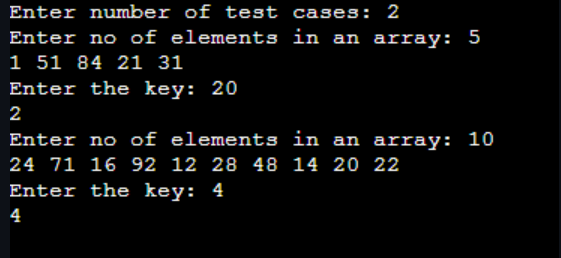 Enter number of test cases: 2
Enter no of elements in an array: 5
1 51 84 21 31
Enter the key: 20
2
Enter no of elements in an array: 10
24 71 16 92 12 28 48 14 20 22
Enter the key: 4
4